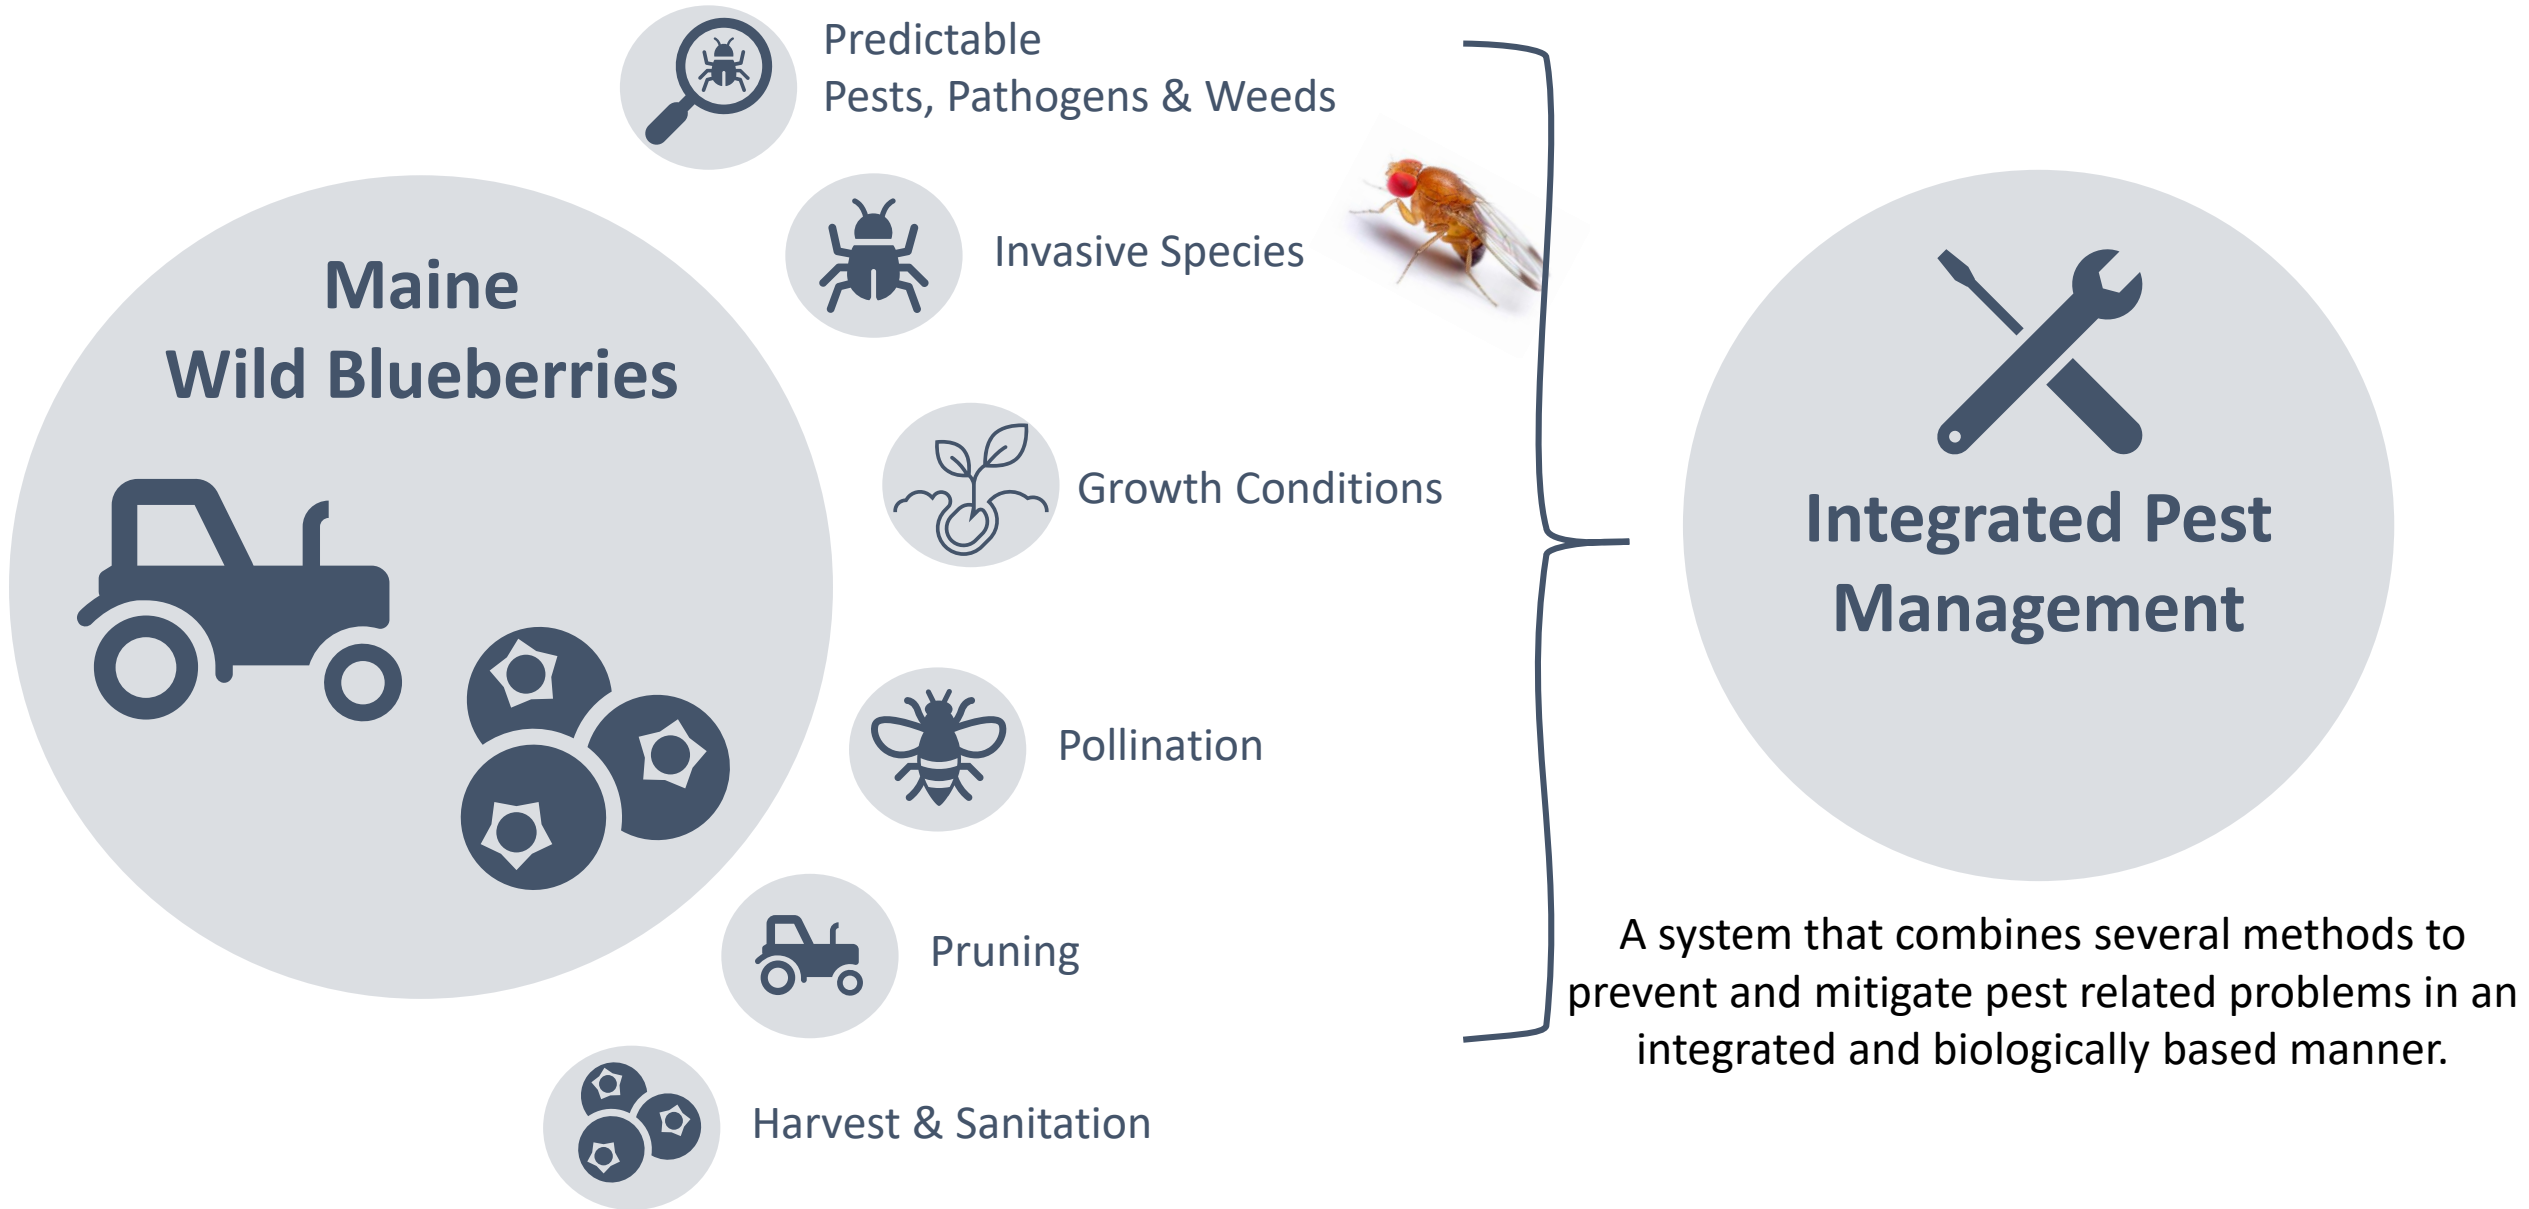 Predictable
Pests, Pathogens & Weeds
Invasive Species
Maine
Wild Blueberries
Growth Conditions
Pollination
Pruning
Harvest & Sanitation
Integrated Pest
Management
A system that combines several methods to
prevent and mitigate pest related problems in an
integrated and biologically based manner.